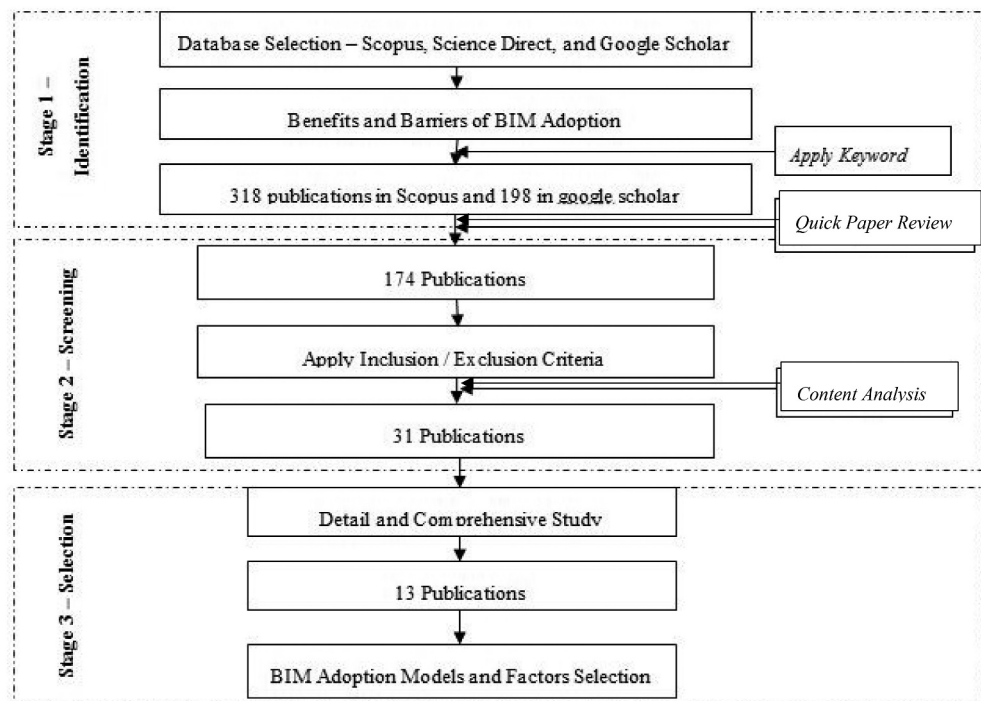 Stage 1 –
Identification
Database Selection – Scopus, Science Direct, and Google Scholar
Benefits and Barriers of BIM Adoption
Apply Keyword
318 publications in Scopus and 198 in google scholar
Quick Paper Review
Stage 2 – Screening
174 Publications
Apply Inclusion / Exclusion Criteria
Content Analysis
31 Publications
Stage 3 – Selection
Detail and Comprehensive Study
13 Publications
BIM Adoption Models and Factors Selection